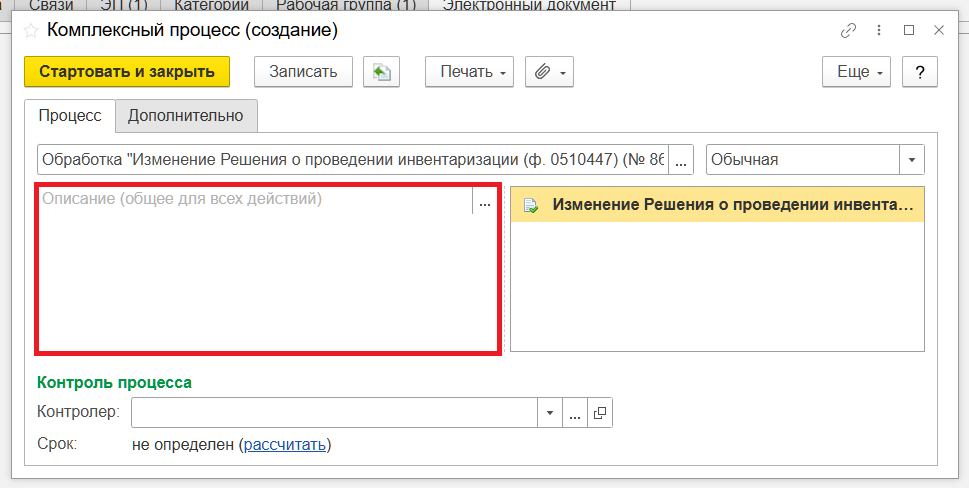 Связи ЭП (1) Категории Рабочая группа (1) Электронный документ
Комплексный процесс (создание)
Стартовать и закрыть Записать Печать Еще ?
Процесс Дополнительно
Обработка "Изменение Решения о проведении инвентаризации (ф. 0510447) (№ 86 ... Обычная
Описание (общее для всех действий) ... Изменение Решения о проведении инвента...
Контроль процесса
Контролер: ...
Срок: не определен (рассчитать)